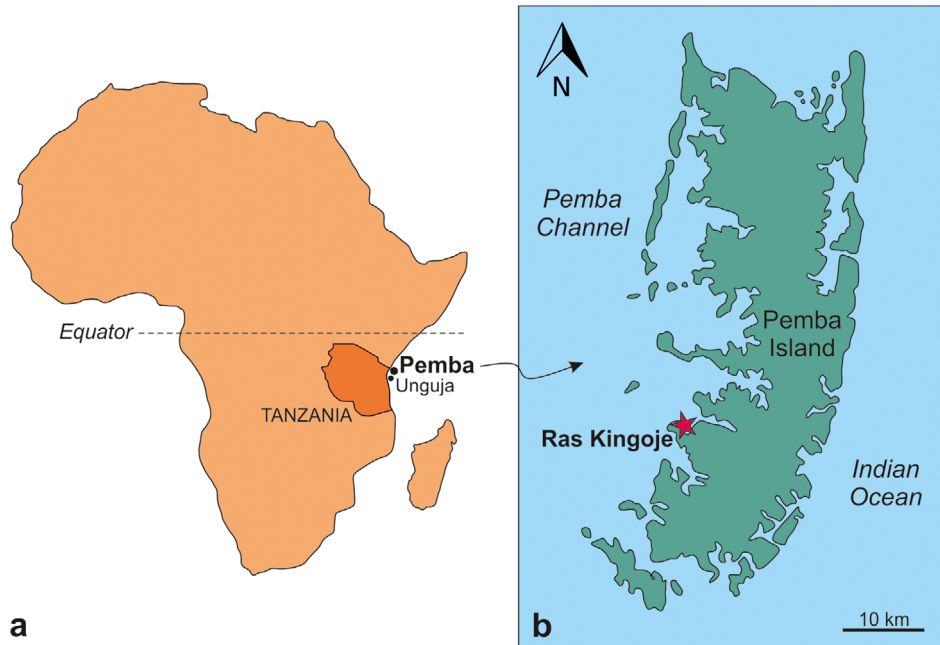 Equator
Pemba
Unguja
TANZANIA
a
N
Pemba
Channel
Pemba
Island
Ras Kingoje
Indian
Ocean
b
10 km